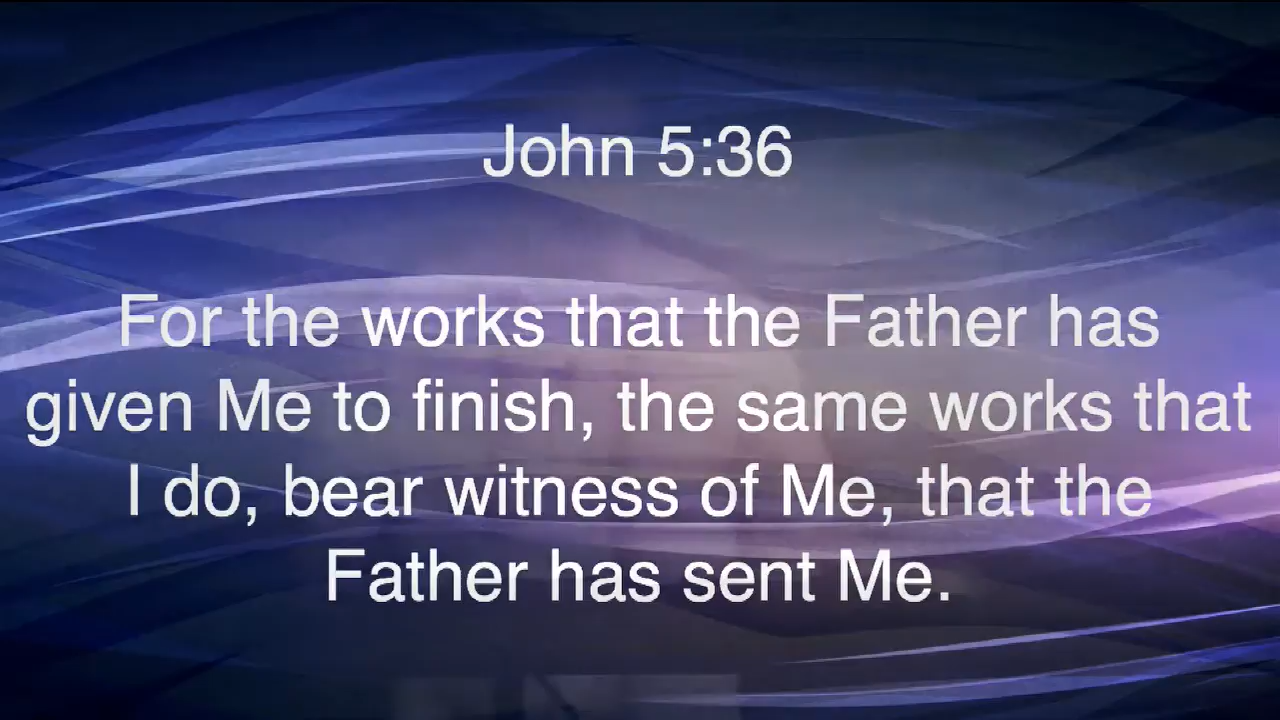 John 5:36
For the works that the Father has
given Me to finish, the same works that
I do, bear witness of Me, that the
Father has sent Me.